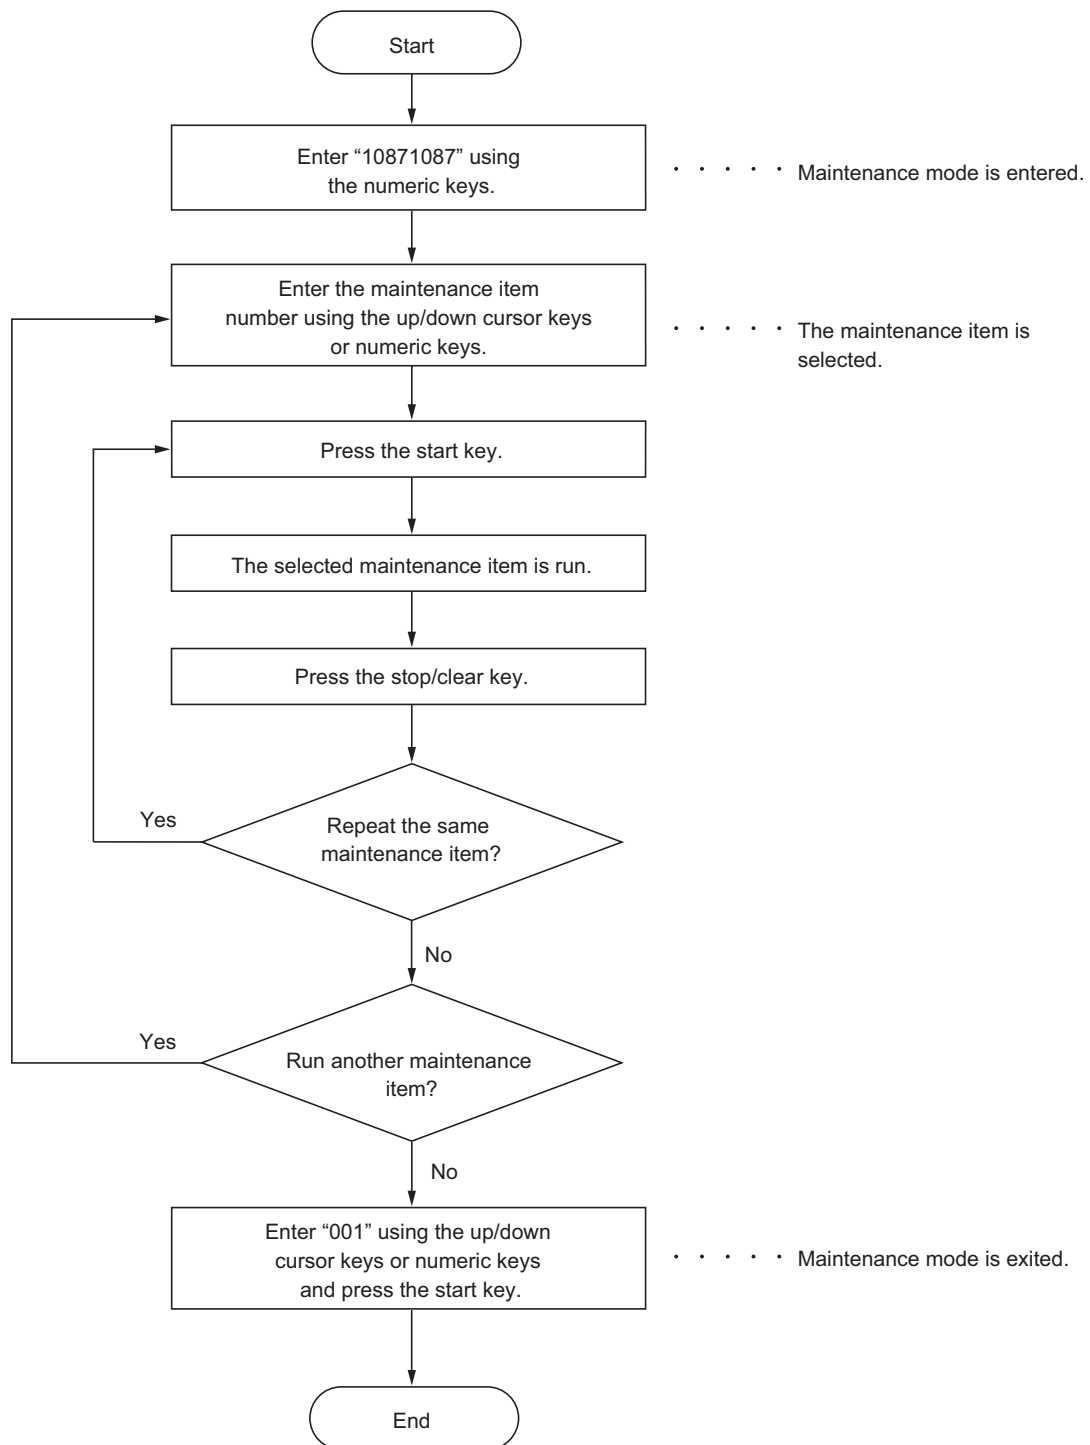 Start
Enter “10871087” using
the numeric keys.
Maintenance mode is entered.
Enter the maintenance item
number using the up/down cursor keys
or numeric keys.
The maintenance item is
selected.
Press the start key.
The selected maintenance item is run.
Press the stop/clear key.
Yes
Repeat the same
maintenance item?
No
Yes
Run another maintenance
item?
No
Enter “001” using the up/down
cursor keys or numeric keys
and press the start key.
Maintenance mode is exited.
End